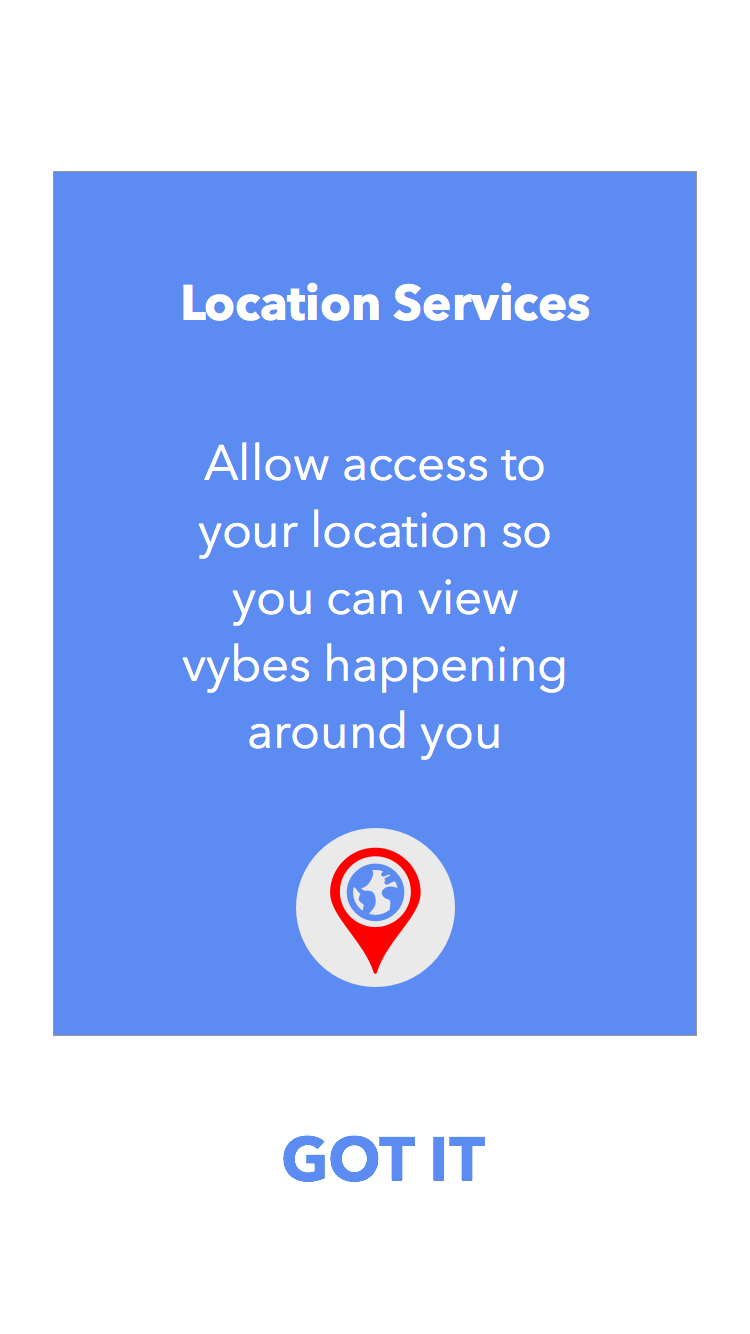 Location Services
Allow access to
your location so
you can view
vybes happening
around you
GOT IT